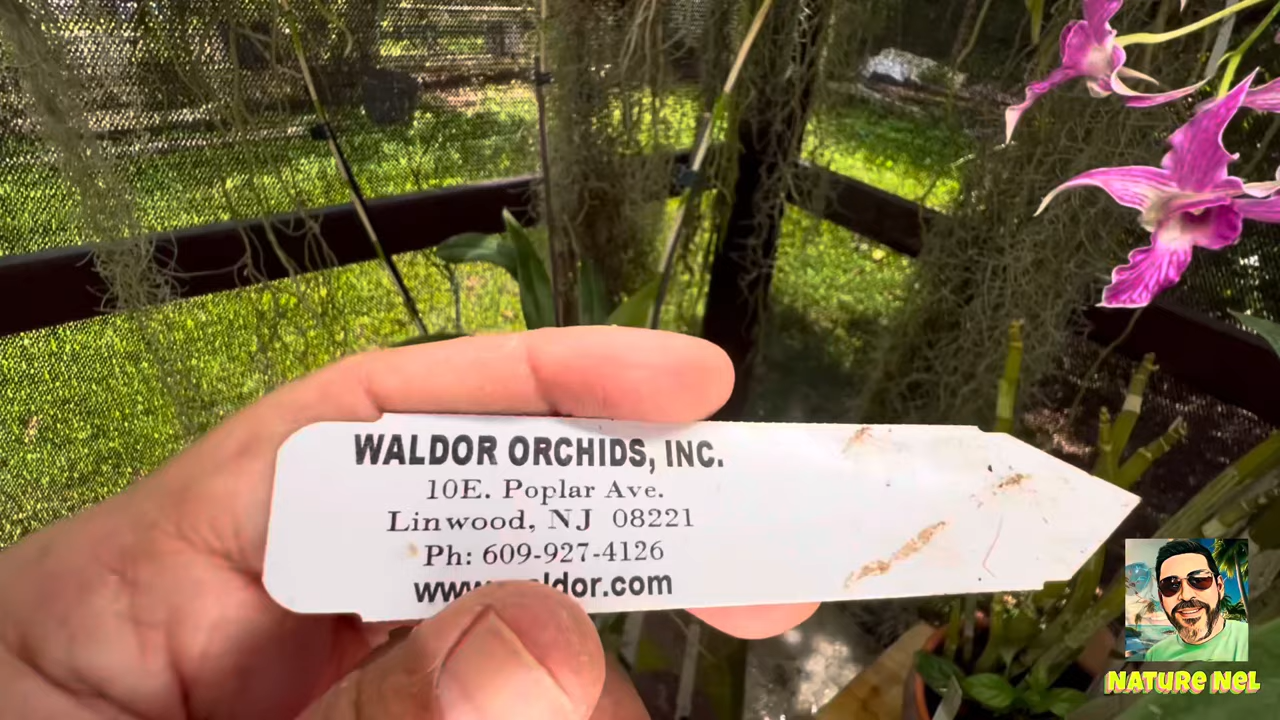 WALDOR ORCHIDS, INC.
10E. Poplar Ave.
Linwood, NJ 08221
Ph: 609-927-4126
NATURE NEL